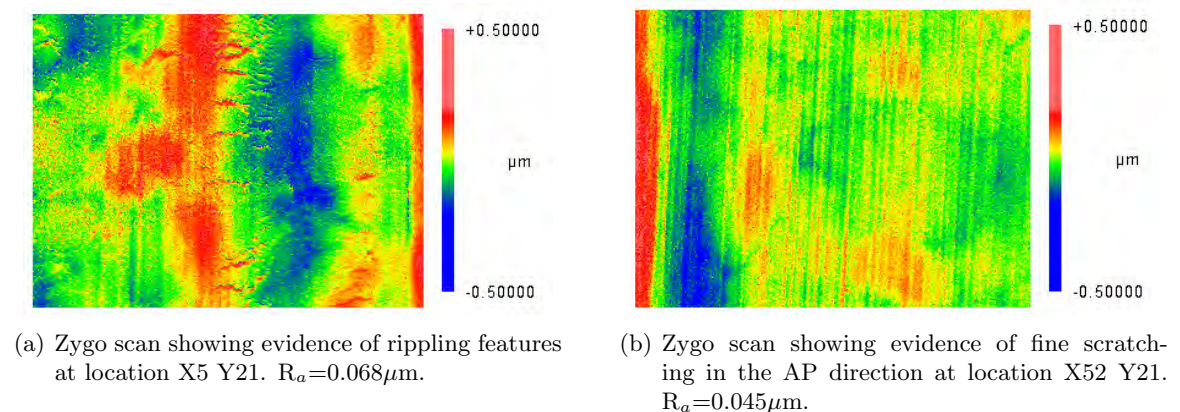 +0.50000
µm
-0.50000
+0.50000
µm
-0.50000
(a) Zygo scan showing evidence of rippling features
at location X5 Y21. Ra=0.068µm.
(b) Zygo scan showing evidence of fine scratch-
ing in the AP direction at location X52 Y21.
Ra=0.045µm.